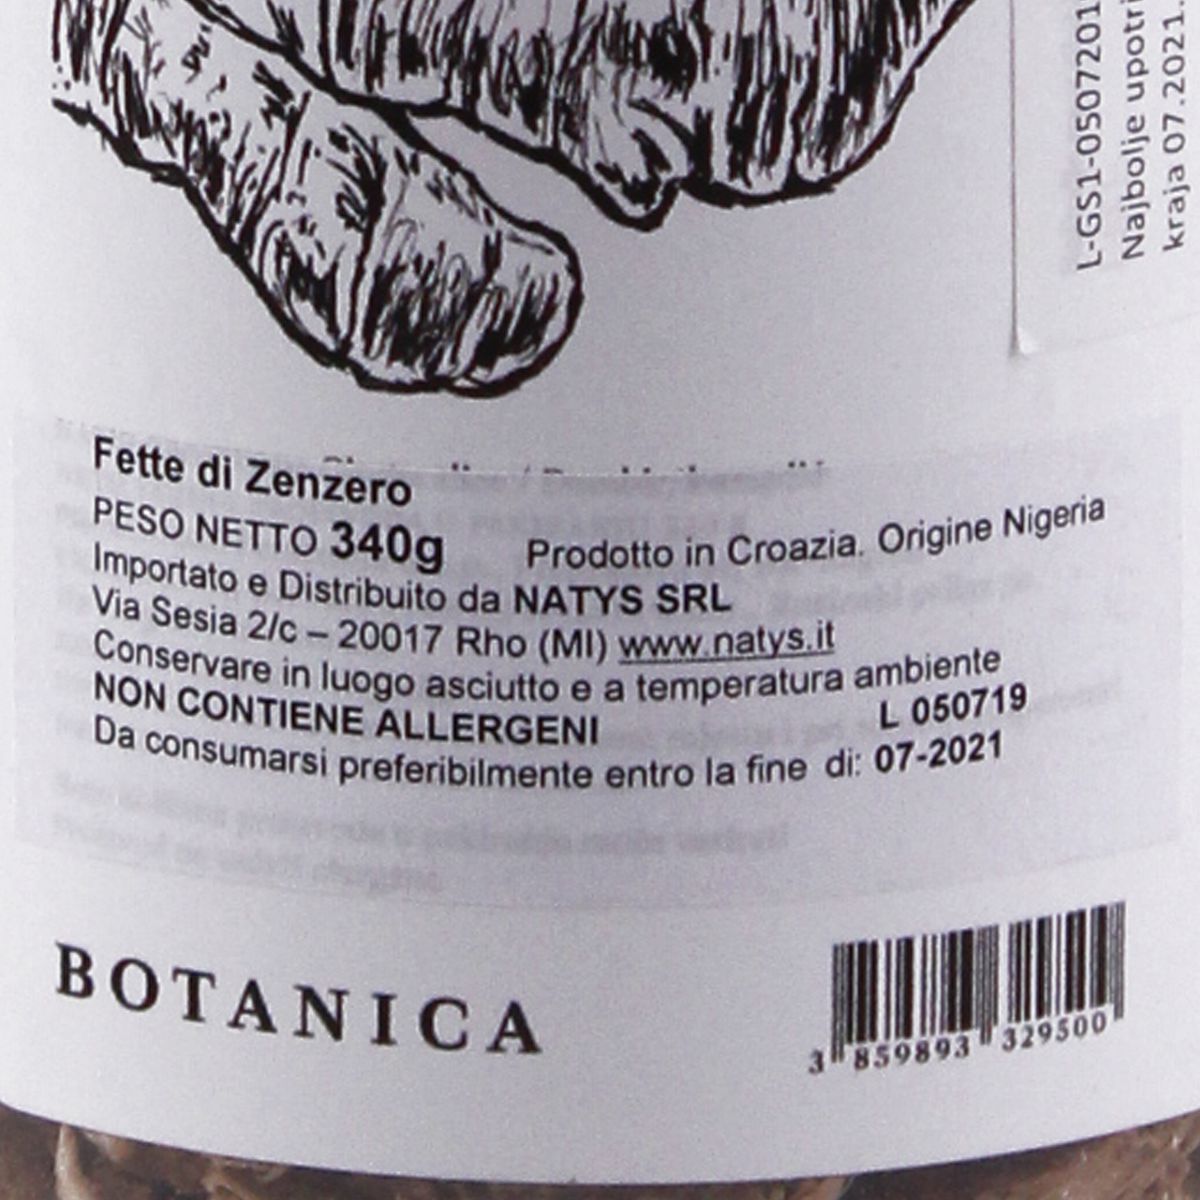 L-GS1-0507201
Najbolje upotri
kraja 07.2021.
Fette di Zenzero
PESO NETTO 340g Prodotto in Croazia. Origine Nigeria
Importato e Distribuito da NATYS SRL
Via Sesia 2/c – 20017 Rho (MI) www.natys.it
Conservare in luogo asciutto e a temperatura ambiente
NON CONTIENE ALLERGENI L 050719
Da consumarsi preferibilmente entro la fine di: 07-2021
BOTANICA
3 859893 329500